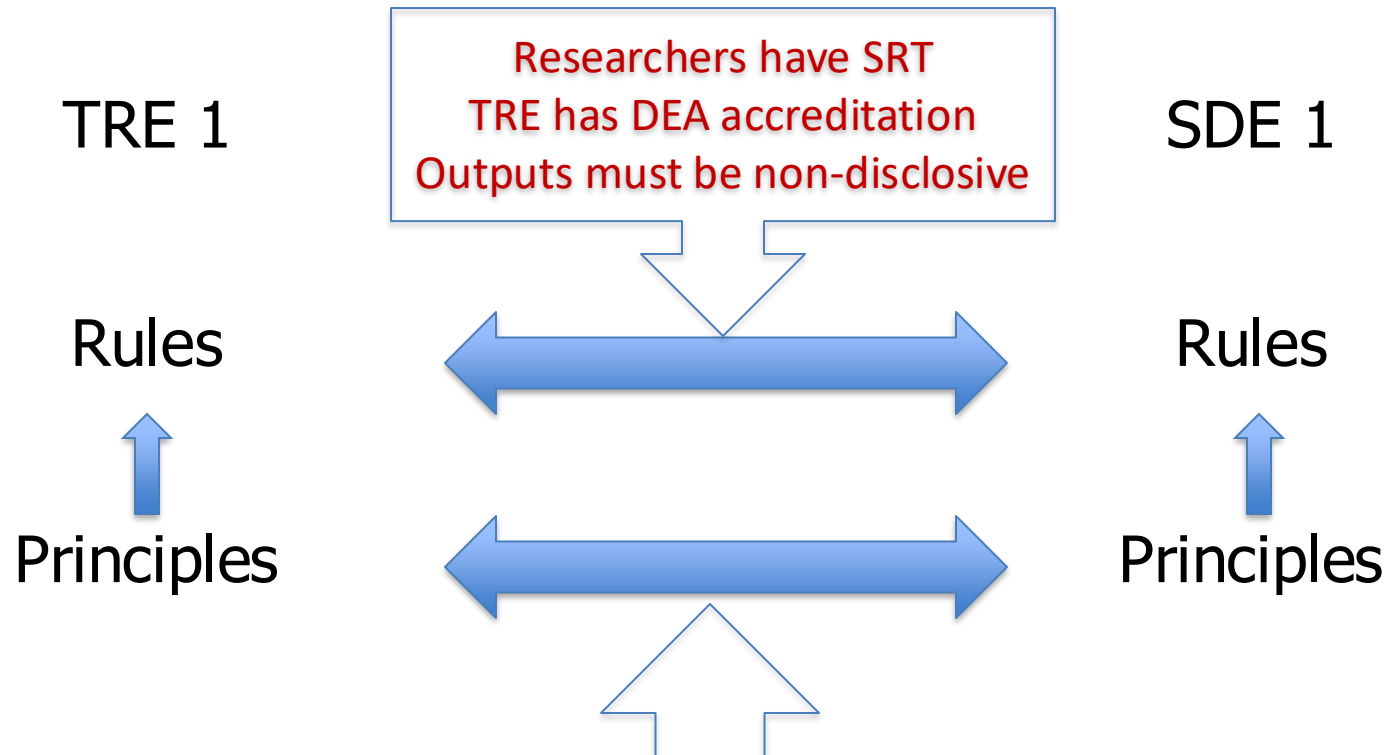 Researchers have SRT
TRE has DEA accreditation
Outputs must be non-disclosive
TRE 1
SDE 1
Rules
Rules
Principles
Principles